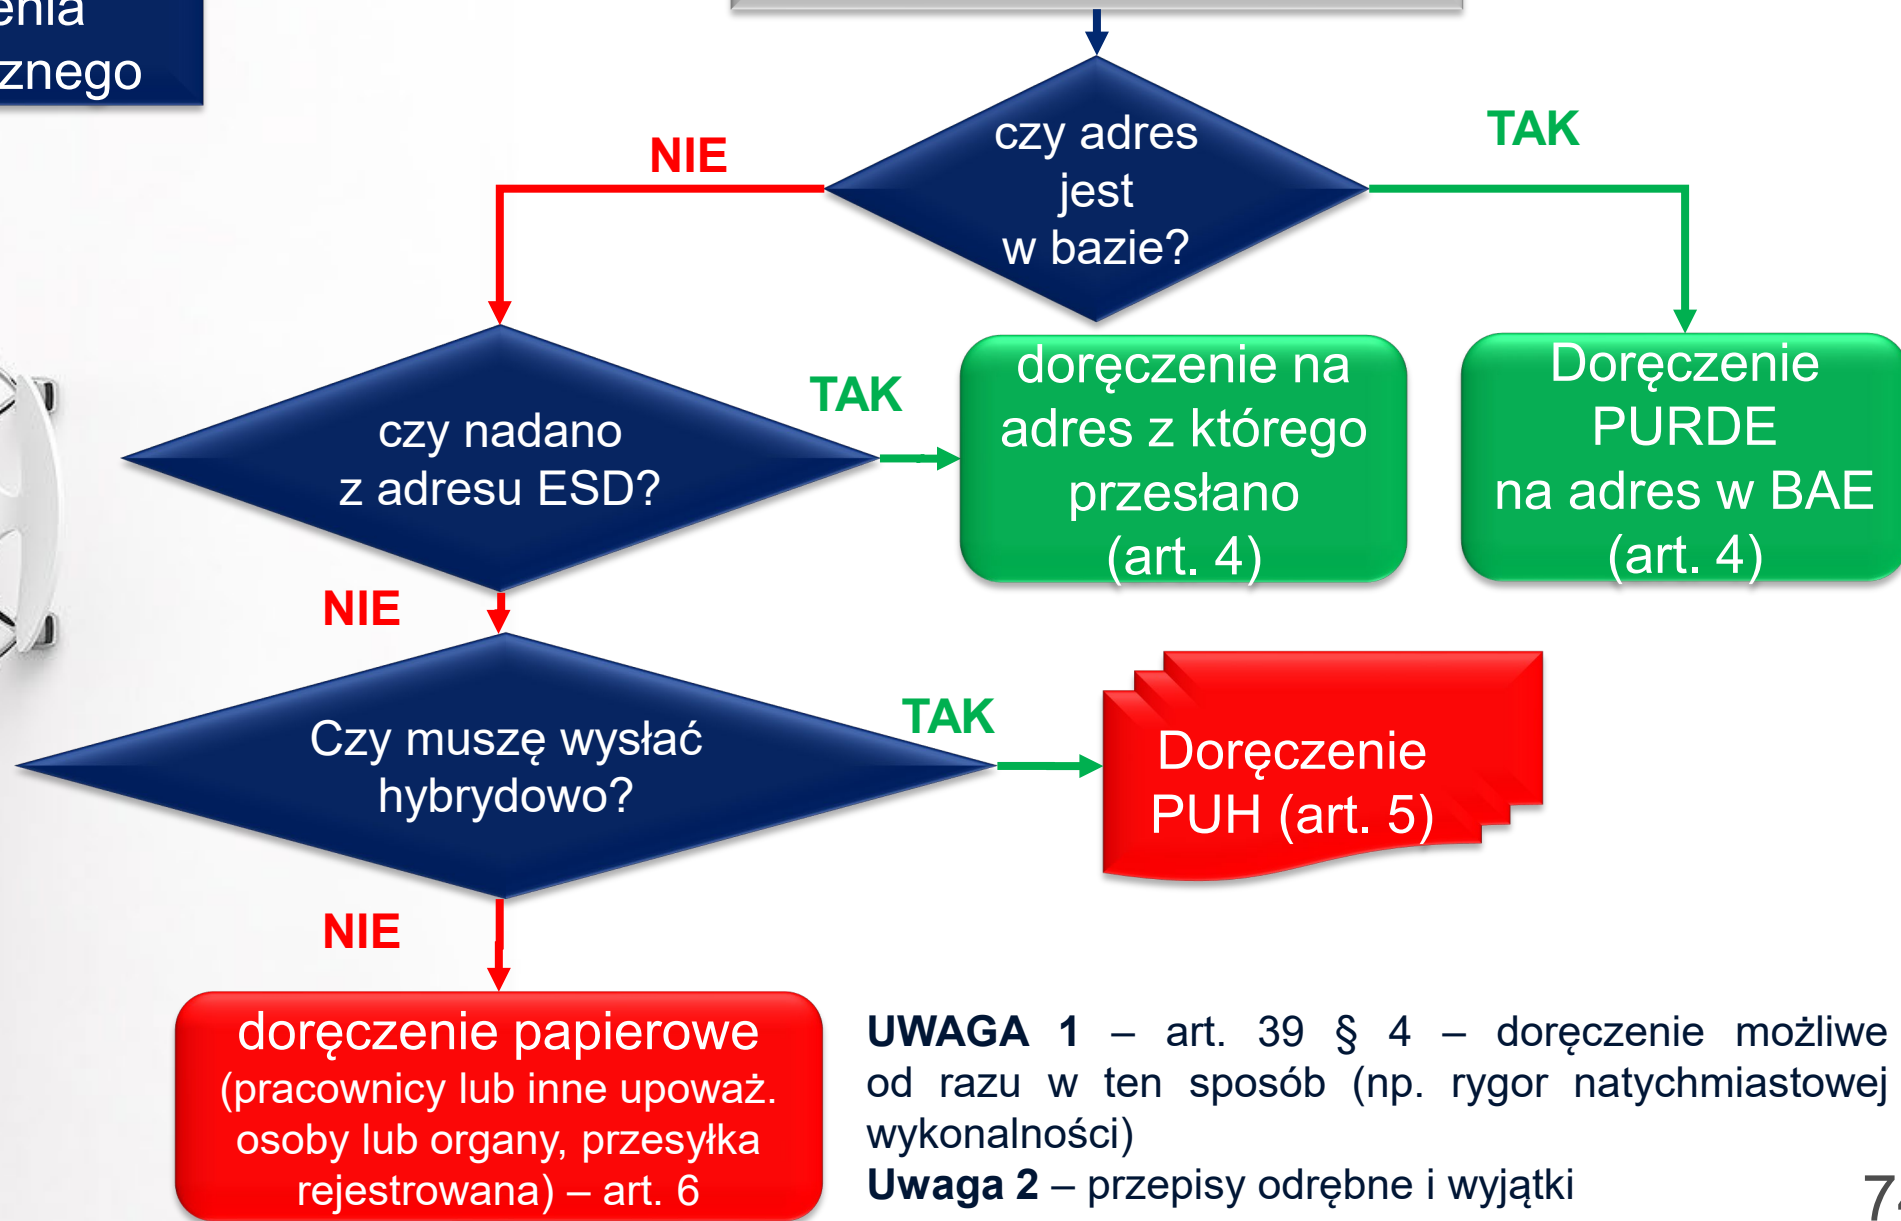 cznego
NIE
TAK
czy adres
jest
w bazie?
TAK
doręczenie na
adres z którego
przesłano
(art. 4)
Doręczenie
PURDE
na adres w BAE
(art. 4)
czy nadano
z adresu ESD?
NIE
Czy muszę wysłać
hybrydowo?
TAK
Doręczenie
PUH (art. 5)
NIE
doręczenie papierowe
(pracownicy lub inne upoważ.
osoby lub organy, przesyłka
rejestrowana) – art. 6
UWAGA 1 – art. 39 § 4 – doręczenie możliwe
od razu w ten sposób (np. rygor natychmiastowej
wykonalności)
Uwaga 2 – przepisy odrębne i wyjątki